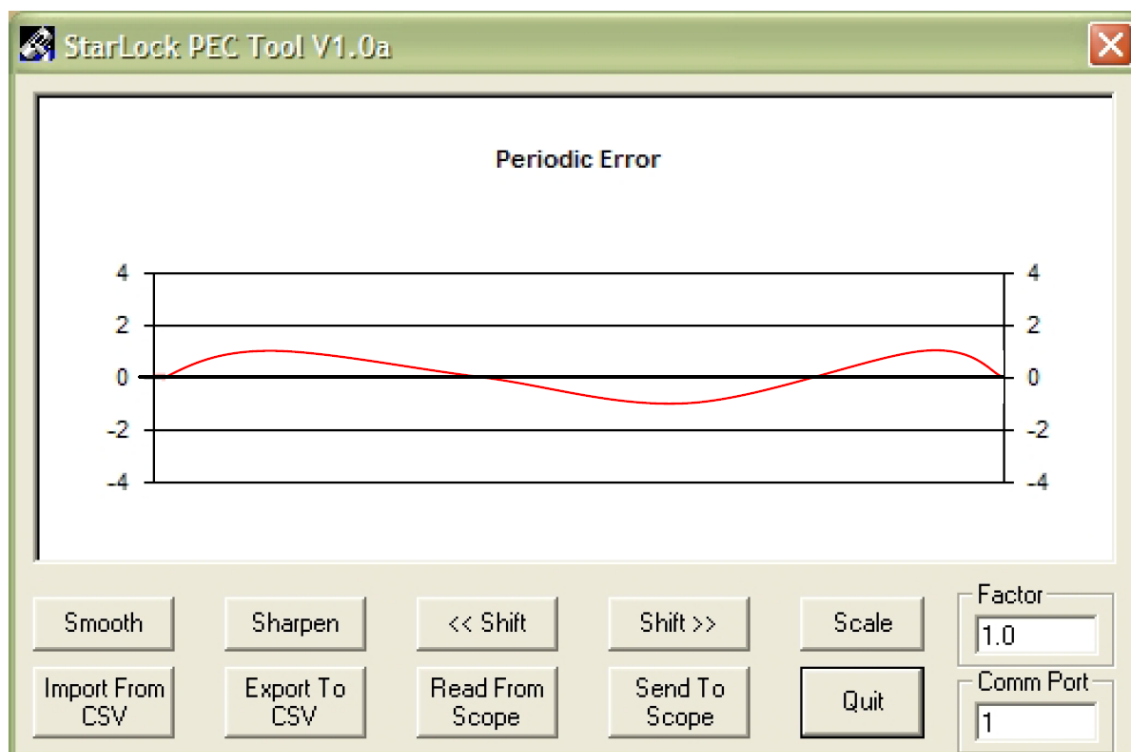 StarLock PEC Tool V1.0a
Periodic Error
4 4
2 2
0 0
-2 -2
-4 -4
Smooth Sharpen << Shift Shift >> Scale
Factor
1.0
Import From
CSV
Export To
CSV
Read From
Scope
Send To
Scope
Quit
Comm Port
1